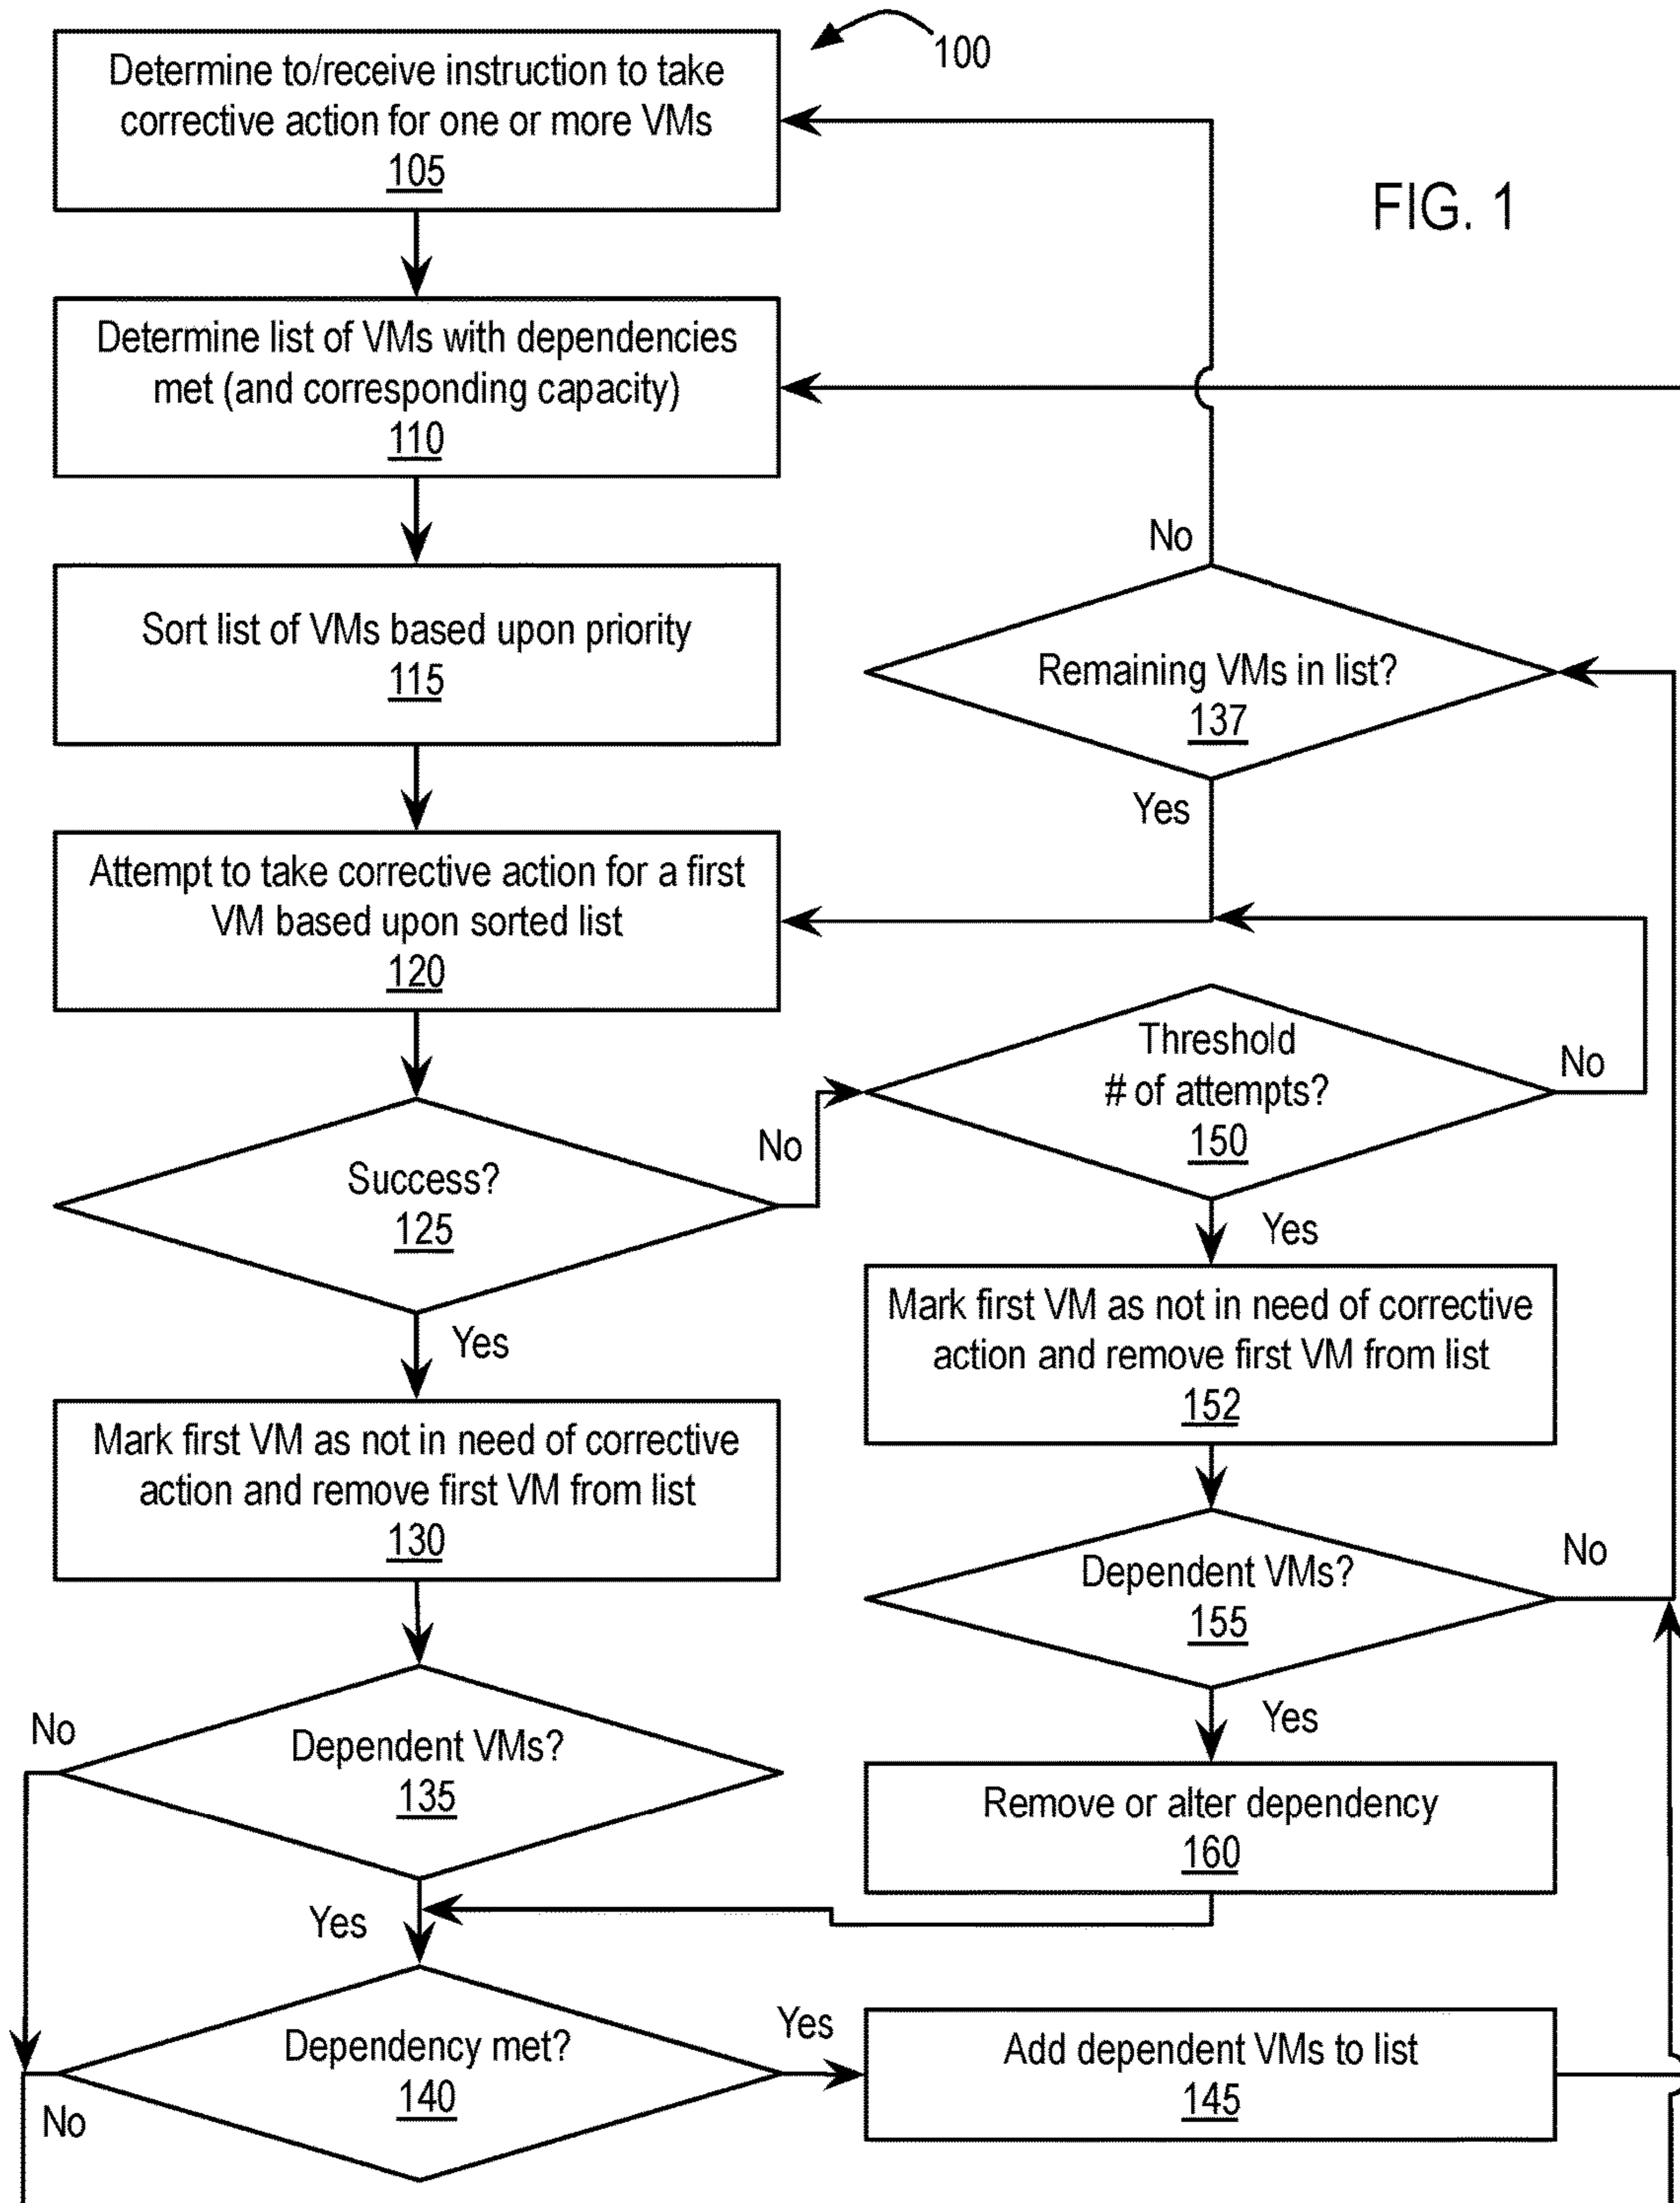 100
Determine to/receive instruction to take
corrective action for one or more VMs
105
FIG. 1
Determine list of VMs with dependencies
met (and corresponding capacity)
110
No
Sort list of VMs based upon priority
115
Remaining VMs in list?
137
Yes
Attempt to take corrective action for a first
VM based upon sorted list
120
Threshold
# of attempts?
150
No
No
Success?
125
Yes
Yes
Mark first VM as not in need of corrective
action and remove first VM from list
152
Mark first VM as not in need of corrective
action and remove first VM from list
130
Dependent VMs?
155
No
Yes
No
Dependent VMs?
135
Remove or alter dependency
160
Yes
Dependency met?
140
Yes
No
Add dependent VMs to list
145